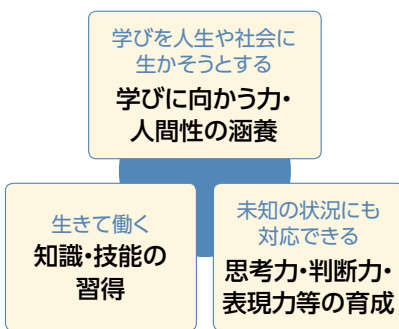 学びを人生や社会に
生かそうとする
学びに向かう力・
人間性の涵養
生きて働く
知識・技能の
習得
未知の状況にも
対応できる
思考力・判断力・
表現力等の育成